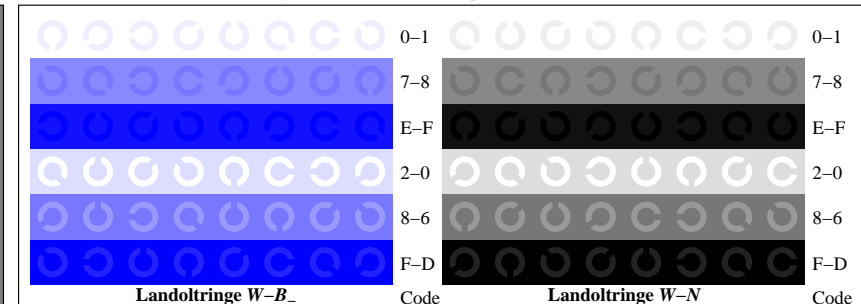 0–1 0–1
7–8 7–8
E–F E–F
2–0 2–0
8–6 8–6
F–D F–D
Landoltringe W–B_ Code Landoltringe W–N Code